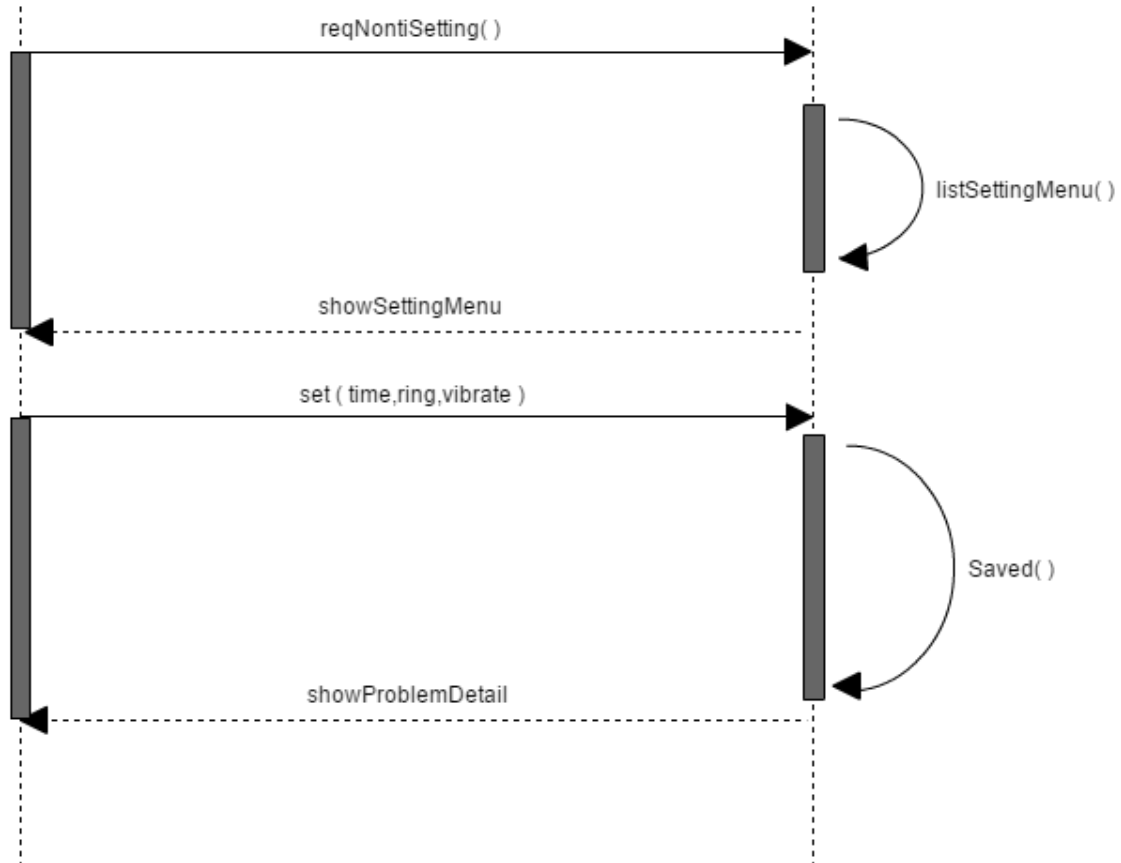 reqNontiSetting( )
listSettingMenu( )
showSettingMenu
set ( time,ring,vibrate )
Saved( )
showProblemDetail